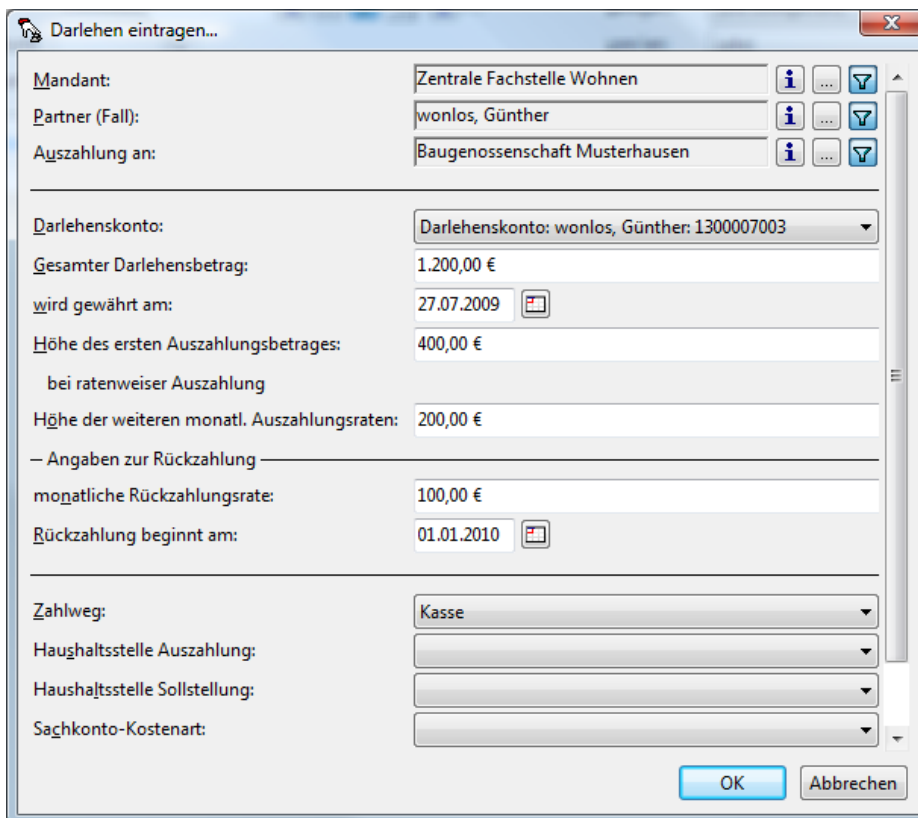 Darlehen eintragen...
Mandant: Zentrale Fachstelle Wohnen
Partner (Fall): wonlos, Günther
Auszahlung an: Baugenossenschaft Musterhausen
Darlehenskonto: Darlehenskonto: wonlos, Günther: 1300007003
Gesamter Darlehensbetrag: 1.200,00 €
wird gewährt am: 27.07.2009
Höhe des ersten Auszahlungsbetrages: 400,00 €
bei ratenweiser Auszahlung
Höhe der weiteren monatl. Auszahlungsraten: 200,00 €
Angaben zur Rückzahlung
monatliche Rückzahlungsrate: 100,00 €
Rückzahlung beginnt am: 01.01.2010
Zahlweg: Kasse
Haushaltsstelle Auszahlung:
Haushaltsstelle Sollstellung:
Sachkonto-Kostenart:
OK Abbrechen